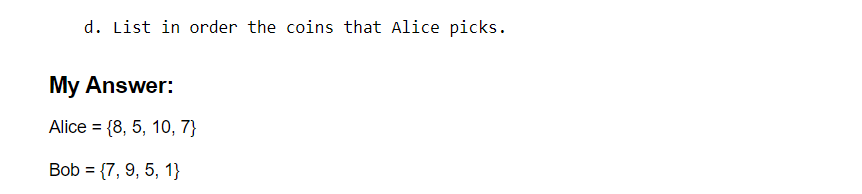 d. List in order the coins that Alice picks.
My Answer:
Alice = {8, 5, 10, 7}
Bob = {7, 9, 5, 1}